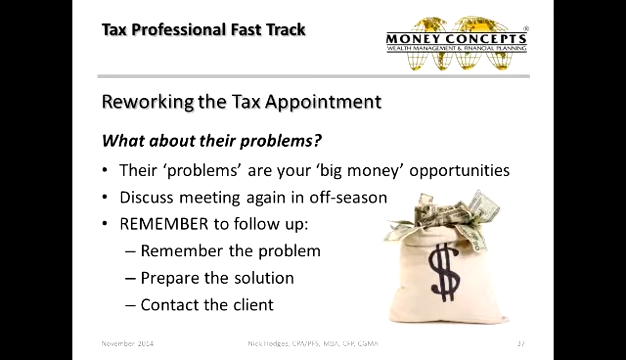 Tax Professional Fast Track
MONEY CONCEPTS®
WEALTH MANAGEMENT & FINANCIAL PLANNING
Reworking the Tax Appointment
What about their problems?
• Their ‘problems’ are your ‘big money’ opportunities
• Discuss meeting again in off-season
• REMEMBER to follow up:
– Remember the problem
– Prepare the solution
– Contact the client
$
November 2014
Nick Hodges, CPA/PFS, MBA, CFP, CGMA
37